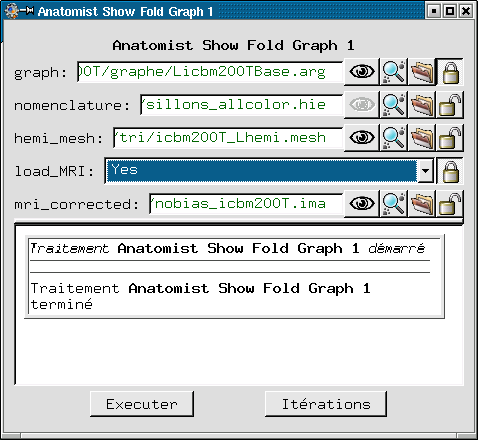 Anatomist Show Fold Graph 1
Anatomist Show Fold Graph 1
graph: 00T/graphe/Licbm200TBase.arg
nomenclature: /sillons_allcolor.hie
hemi_mesh: /tri/icbm200T_Lhemi.mesh
load_MRI: Yes
mri_corrected: /nobias_icbm200T.ima
Traitement Anatomist Show Fold Graph 1 démarré
Traitement Anatomist Show Fold Graph 1
terminé
Executer Itérations